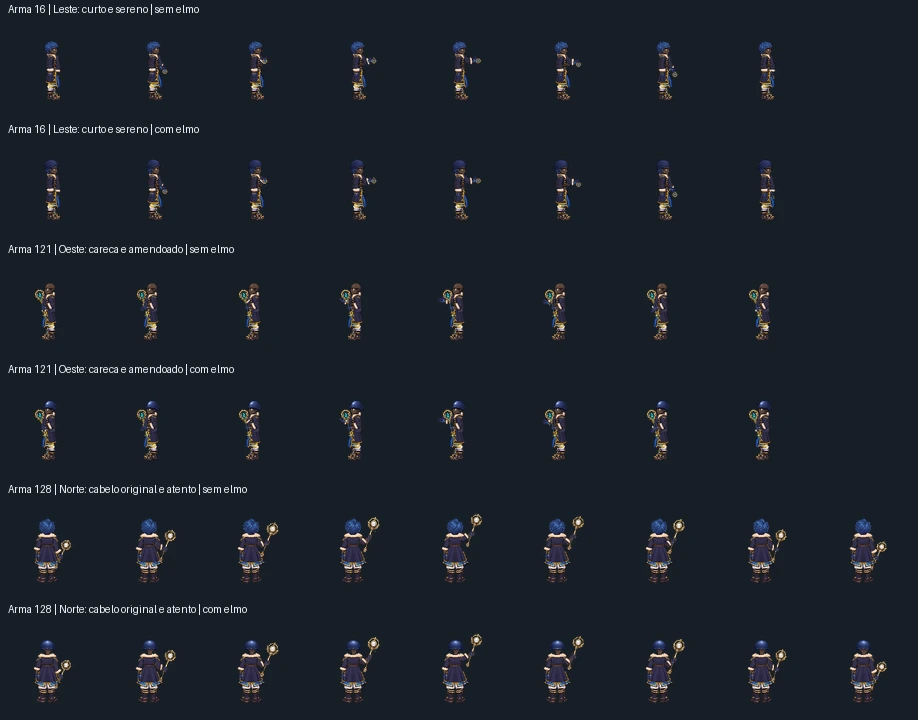 Arma 16 | Leste: curto e sereno | sem elmo
Arma 16 | Leste: curto e sereno | com elmo
Arma 121 | Oeste: careca e amendoado | sem elmo
Arma 121 | Oeste: careca e amendoado | com elmo
Arma 128 | Norte: cabelo original e atento | sem elmo
Arma 128 | Norte: cabelo original e atento | com elmo